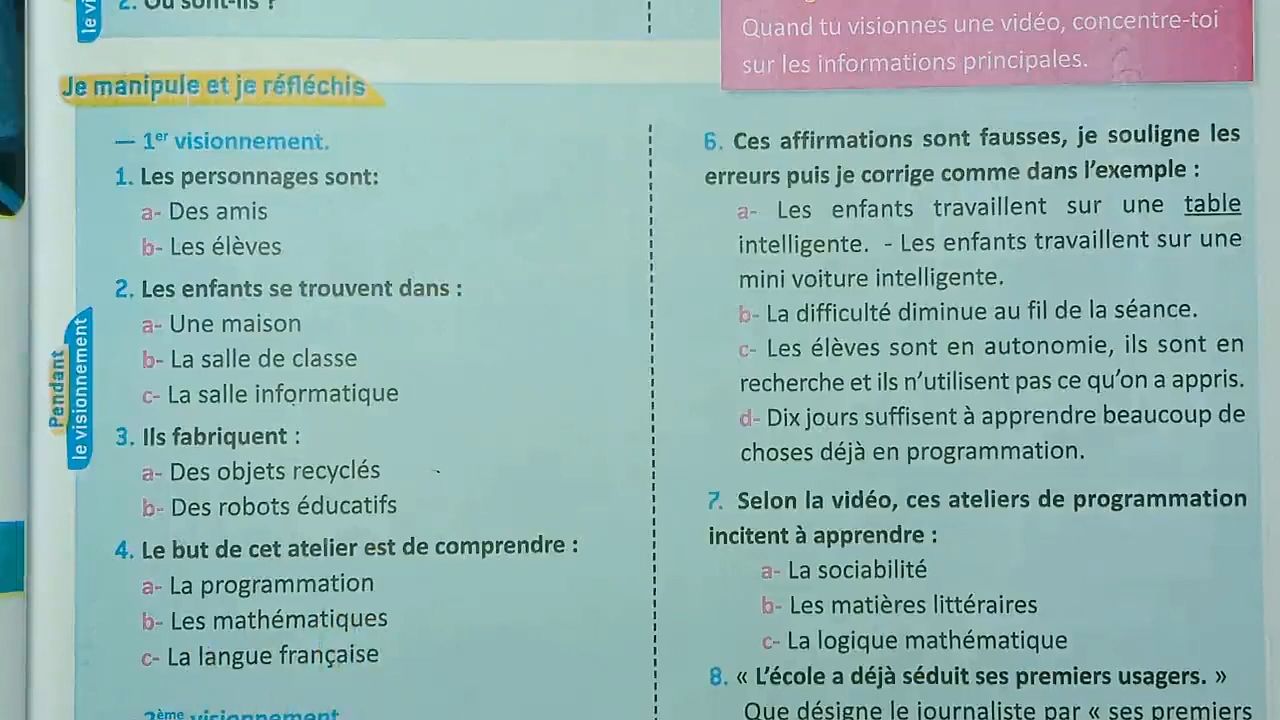 2. Où sont-ils ?
le vi
Quand tu visionnes une vidéo, concentre-toi
sur les informations principales.
Je manipule et je réfléchis
Pendant
le visionnement
— 1er visionnement.
1. Les personnages sont:
a- Des amis
b- Les élèves
2. Les enfants se trouvent dans :
a- Une maison
b- La salle de classe
c- La salle informatique
3. Ils fabriquent :
a- Des objets recyclés
b- Des robots éducatifs
4. Le but de cet atelier est de comprendre :
a- La programmation
b- Les mathématiques
c- La langue française
2ème visionnement
6. Ces affirmations sont fausses, je souligne les
erreurs puis je corrige comme dans l’exemple :
a- Les enfants travaillent sur une table
intelligente. - Les enfants travaillent sur une
mini voiture intelligente.
b- La difficulté diminue au fil de la séance.
c- Les élèves sont en autonomie, ils sont en
recherche et ils n’utilisent pas ce qu’on a appris.
d- Dix jours suffisent à apprendre beaucoup de
choses déjà en programmation.
7. Selon la vidéo, ces ateliers de programmation
incitent à apprendre :
a- La sociabilité
b- Les matières littéraires
c- La logique mathématique
8. « L’école a déjà séduit ses premiers usagers. »
Que désigne le journaliste par « ses premiers